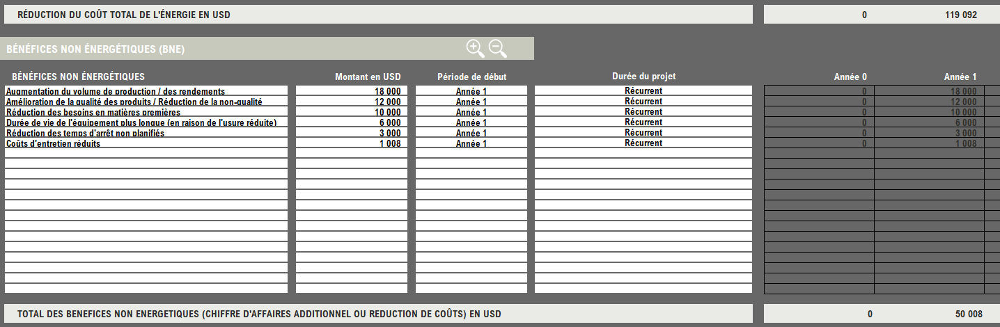 RÉDUCTION DU COÛT TOTAL DE L'ÉNERGIE EN USD 0 119 092
BÉNÉFICES NON ÉNERGÉTIQUES (BNE)
BÉNÉFICES NON ÉNERGÉTIQUES Montant en USD Période de début Durée du projet Année 0 Année 1
Augmentation du volume de production / des rendements 18 000 Année 1 Récurrent 0 18 000
Amélioration de la qualité des produits / Réduction de la non-qualité 12 000 Année 1 Récurrent 0 12 000
Réduction des besoins en matières premières 10 000 Année 1 Récurrent 0 10 000
Durée de vie de l'équipement plus longue (en raison de l'usure réduite) 6 000 Année 1 Récurrent 0 6 000
Réduction des temps d'arrêt non planifiés 3 000 Année 1 Récurrent 0 3 000
Coûts d'entretien réduits 1 008 Année 1 Récurrent 0 1 008
TOTAL DES BENEFICES NON ENERGETIQUES (CHIFFRE D'AFFAIRES ADDITIONNEL OU REDUCTION DE COÛTS) EN USD 0 50 008